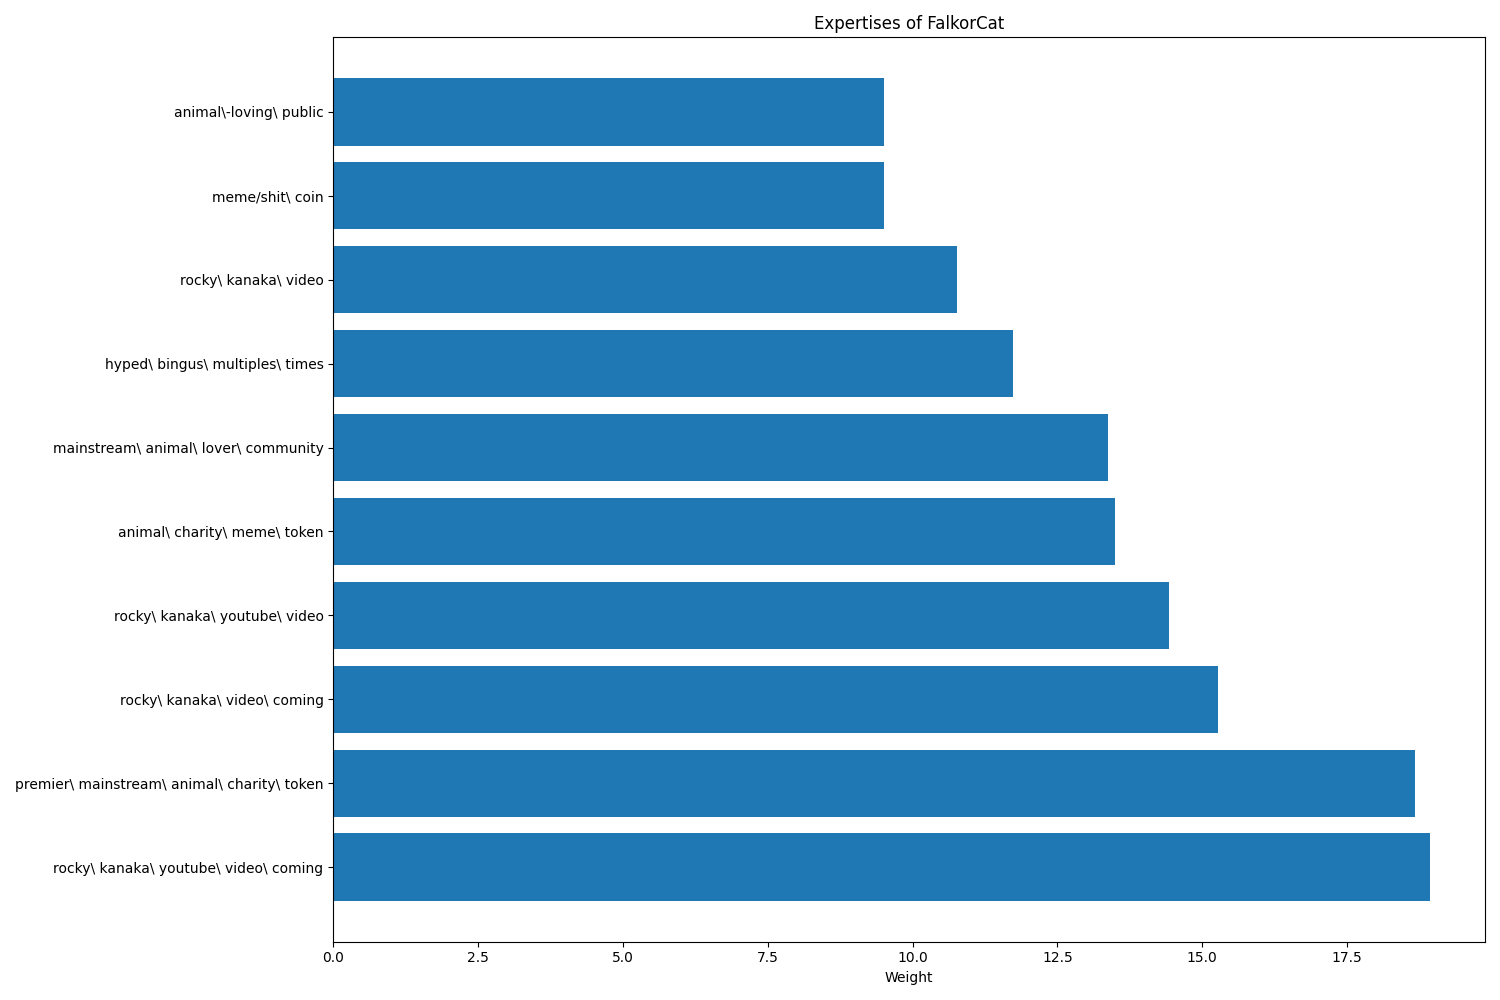 Expertises of FalkorCat
animal\-loving\ public
meme/shit\ coin
rocky\ kanaka\ video
hyped\ bingus\ multiples\ times
mainstream\ animal\ lover\ community
animal\ charity\ meme\ token
rocky\ kanaka\ youtube\ video
rocky\ kanaka\ video\ coming
premier\ mainstream\ animal\ charity\ token
rocky\ kanaka\ youtube\ video\ coming
0.0 2.5 5.0 7.5 10.0 12.5 15.0 17.5
Weight